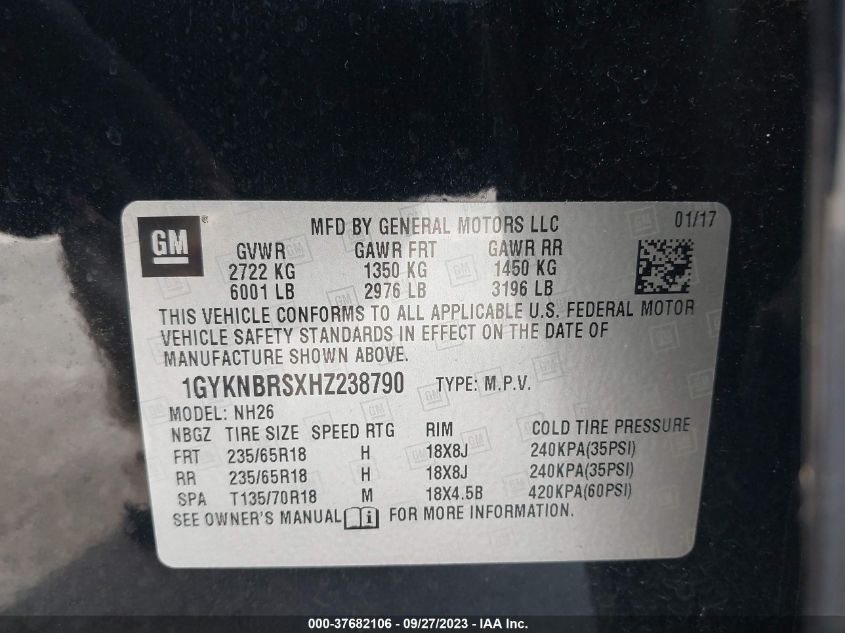 GM ®
MFD BY GENERAL MOTORS LLC 01/17
GVWR GAWR FRT GAWR RR
2722 KG 1350 KG 1450 KG
6001 LB 2976 LB 3196 LB
THIS VEHICLE CONFORMS TO ALL APPLICABLE U.S. FEDERAL MOTOR
VEHICLE SAFETY STANDARDS IN EFFECT ON THE DATE OF
MANUFACTURE SHOWN ABOVE.
1GYKNBRSXHZ238790 TYPE: M.P.V.
MODEL: NH26
NBGZ TIRE SIZE SPEED RTG RIM COLD TIRE PRESSURE
FRT 235/65R18 H 18X8J 240KPA(35PSI)
RR 235/65R18 H 18X8J 240KPA(35PSI)
SPA T135/70R18 M 18X4.5B 420KPA(60PSI)
SEE OWNER'S MANUAL i FOR MORE INFORMATION.
000-37682106 - 09/27/2023 - IAA Inc.